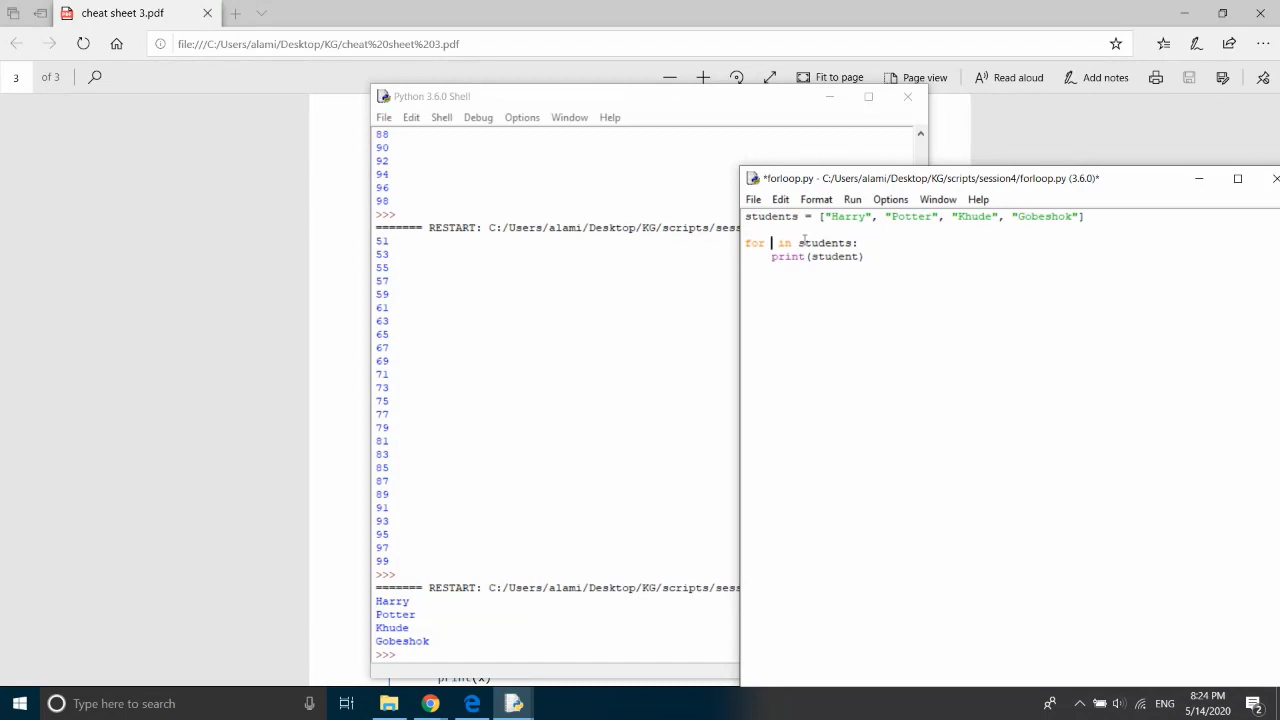 cheat sheet 3.pdf
file:///C:/Users/alami/Desktop/KG/cheat%20sheet%203.pdf
3 of 3
Fit to page
Page view
Read aloud
Add notes
Python 3.6.0 Shell
File Edit Shell Debug Options Window Help
88
90
92
94
96
98
>>>
======= RESTART: C:/Users/alami/Desktop/KG/scripts/sess
51
53
55
57
59
61
63
65
67
69
71
73
75
77
79
81
83
85
87
89
91
93
95
97
99
>>>
======= RESTART: C:/Users/alami/Desktop/KG/scripts/sess
Harry
Potter
Khude
Gobeshok
>>>
print(x)
*forloop.py - C:/Users/alami/Desktop/KG/scripts/session4/forloop.py (3.6.0)*
File Edit Format Run Options Window Help
students = ["Harry", "Potter", "Khude", "Gobeshok"]
for in students:
print(student)
Type here to search
ENG
8:24 PM
5/14/2020
2